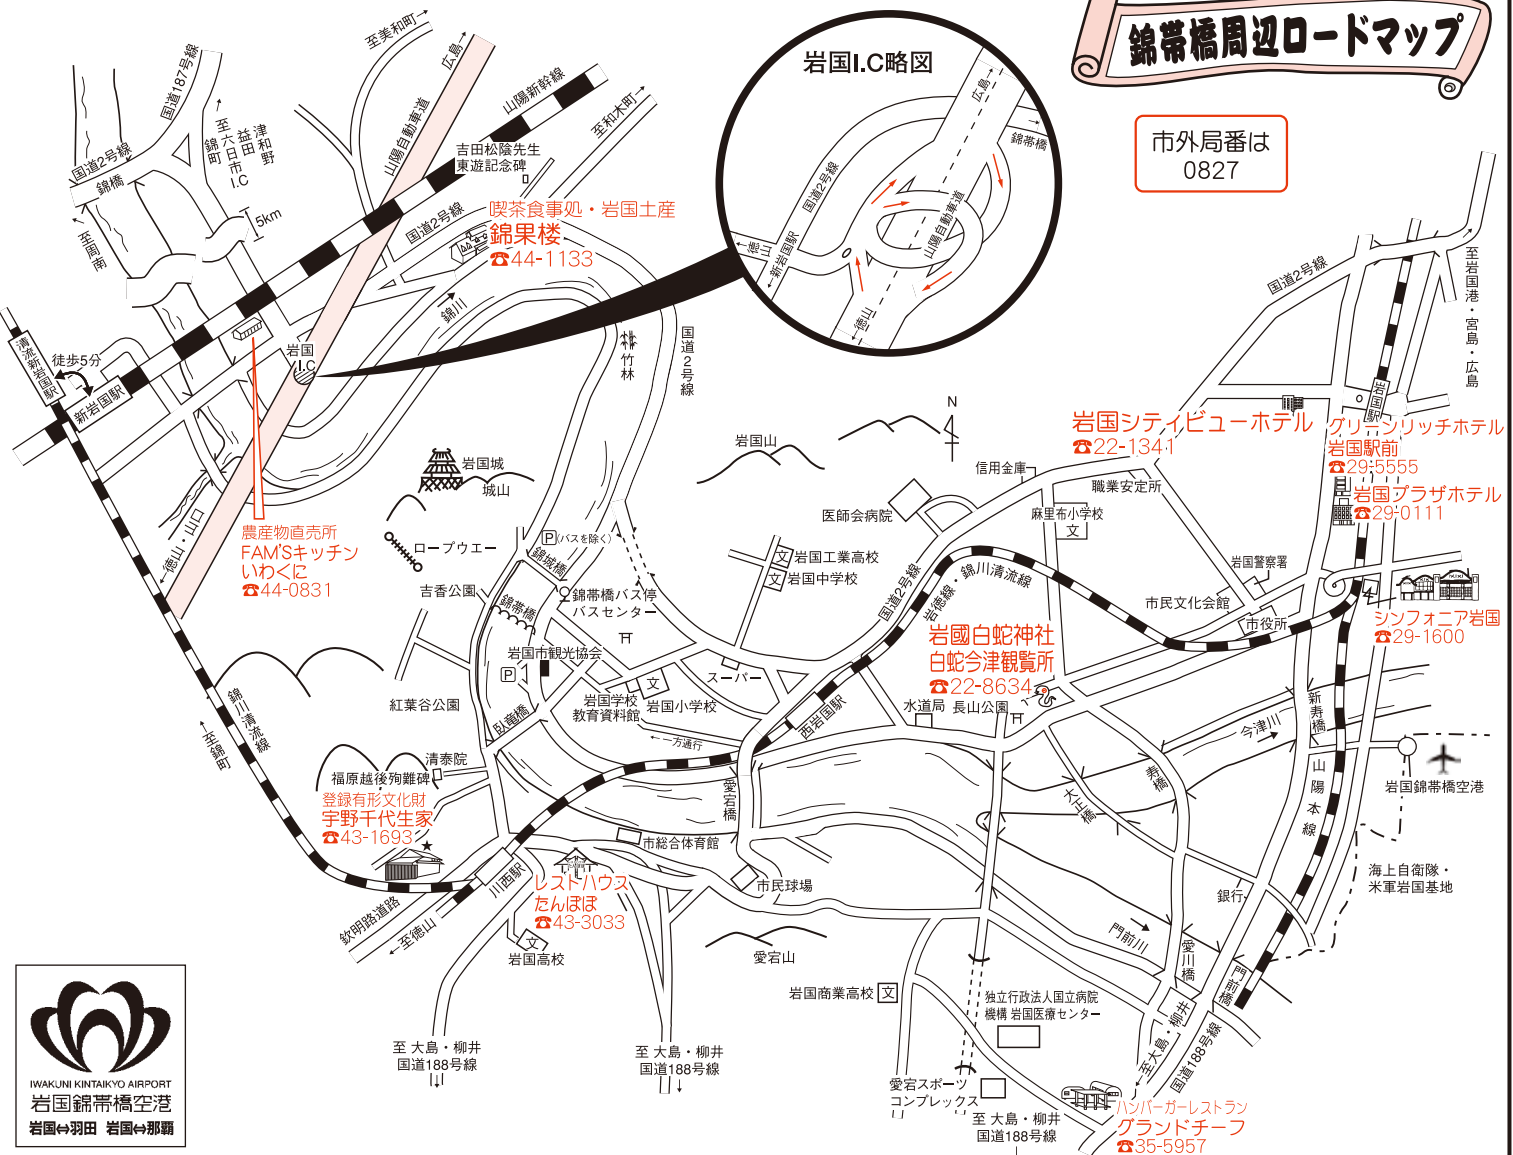 錦帯橋周辺ロードマップ
市外局番は
0827
岩国I.C略図
広島→
錦帯橋
国道2号線
山陽自動車道
←徳山
←新岩国駅
←徳山
至美和町→
広島→
山陽自動車道
山陽新幹線
至和木町→
国道187号線
国道2号線
錦橋
←至周南
津和野
益田
至六日市I.C
錦町
5km
吉田松陰先生
東遊記念碑
国道2号線
喫茶食事処・岩国土産
錦果楼
☎44-1133
錦川
国道2号線
竹林
清流新岩国駅
徒歩5分
新岩国駅
岩国
I.C
農産物直売所
FAM'Sキッチン
いわくに
☎44-0831
←徳山・山口
岩国城
城山
ロープウエー
岩国山
N
P(バスを除く)
錦城橋
錦帯橋バス停
バスセンター
吉香公園
錦帯橋
岩国市観光協会
P
紅葉谷公園
臥竜橋
岩国学校
教育資料館
文
岩国小学校
スーパー
←一方通行
西岩国駅
錦川清流線
←至錦町
福原越後殉難碑
清泰院
登録有形文化財
宇野千代生家
☎43-1693
★
川西駅
欽明路道路
←至徳山
レストハウス
たんぽぽ
☎43-3033
文
岩国高校
市総合体育館
愛宕橋
市民球場
愛宕山
至 大島・柳井
国道188号線
至 大島・柳井
国道188号線
医師会病院
文 岩国工業高校
文 岩国中学校
信用金庫
国道2号線
岩徳線・錦川清流線
職業安定所
麻里布小学校
文
岩国シティビューホテル
☎22-1341
国道2号線
至岩国港・宮島・広島
岩国駅
グリーンリッチホテル
岩国駅前
☎29-5555
岩国プラザホテル
☎29-0111
岩国警察署
市民文化会館
市役所
シンフォニア岩国
☎29-1600
岩國白蛇神社
白蛇今津観覧所
☎22-8634
水道局
長山公園
今津川
新寿橋
寿橋
大正橋
山陽本線
岩国錦帯橋空港
海上自衛隊・
米軍岩国基地
銀行
門前川
愛川橋
門前橋
岩国商業高校 文
独立行政法人国立病院
機構 岩国医療センター
愛宕スポーツ
コンプレックス
至 大島・柳井
国道188号線
←至大島・柳井
国道188号線
ハンバーガーレストラン
グランドチーフ
☎35-5957
IWAKUNI KINTAIKYO AIRPORT
岩国錦帯橋空港
岩国⇔羽田 岩国⇔那覇